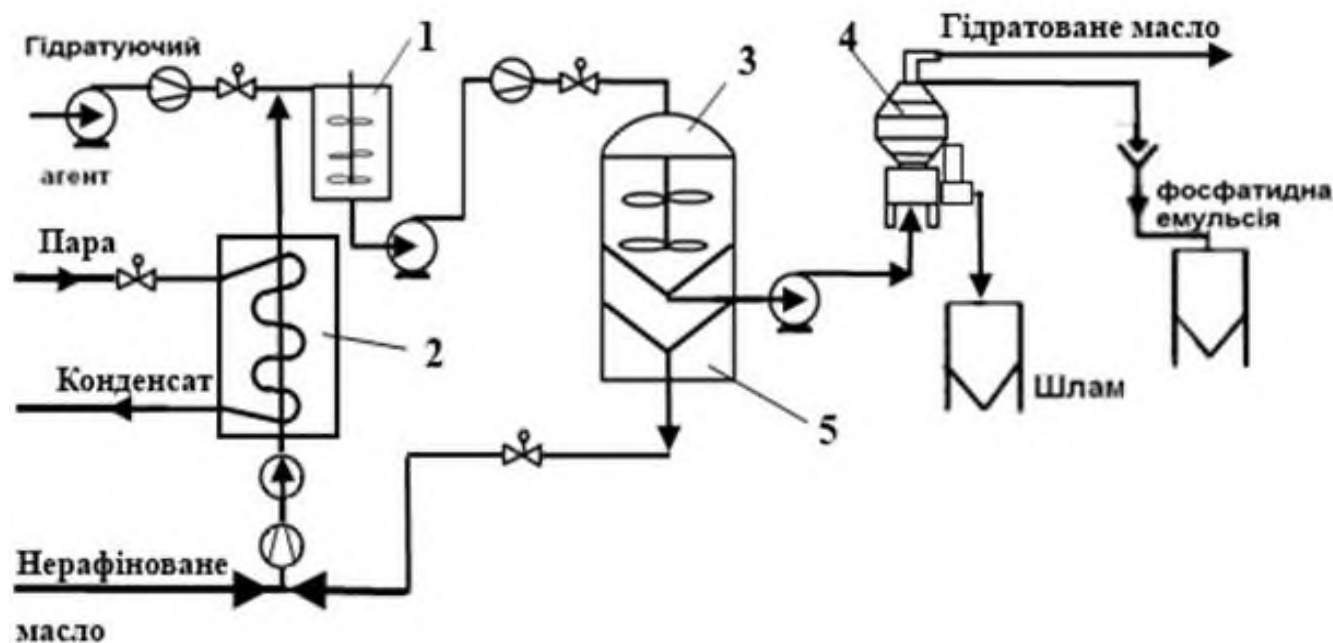 Гідратуючий
агент
1
Пара
2
Конденсат
Нерафіноване
масло
3
5
4
Гідратоване масло
фосфатидна
емульсія
Шлам